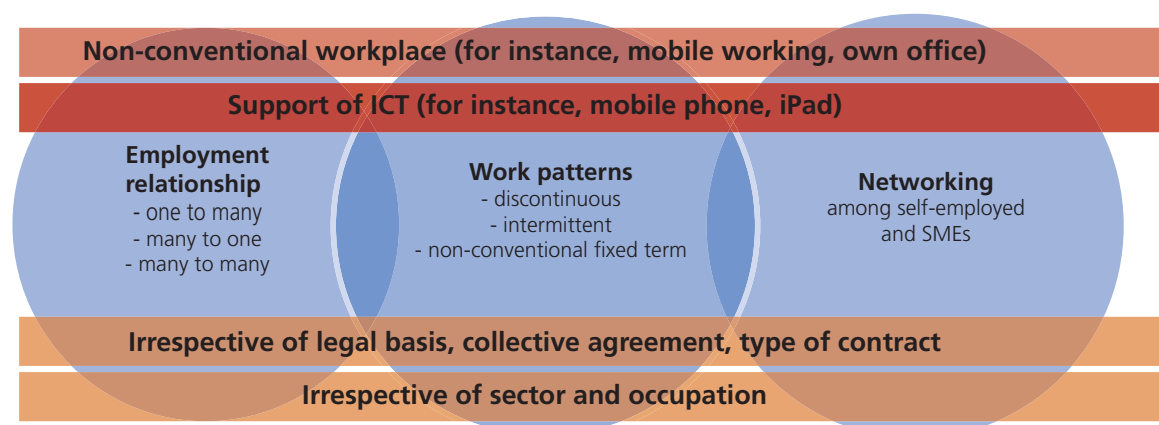 Non-conventional workplace (for instance, mobile working, own office)
Support of ICT (for instance, mobile phone, iPad)
Employment
relationship
- one to many
- many to one
- many to many
Work patterns
- discontinuous
- intermittent
- non-conventional fixed term
Networking
among self-employed
and SMEs
Irrespective of legal basis, collective agreement, type of contract
Irrespective of sector and occupation